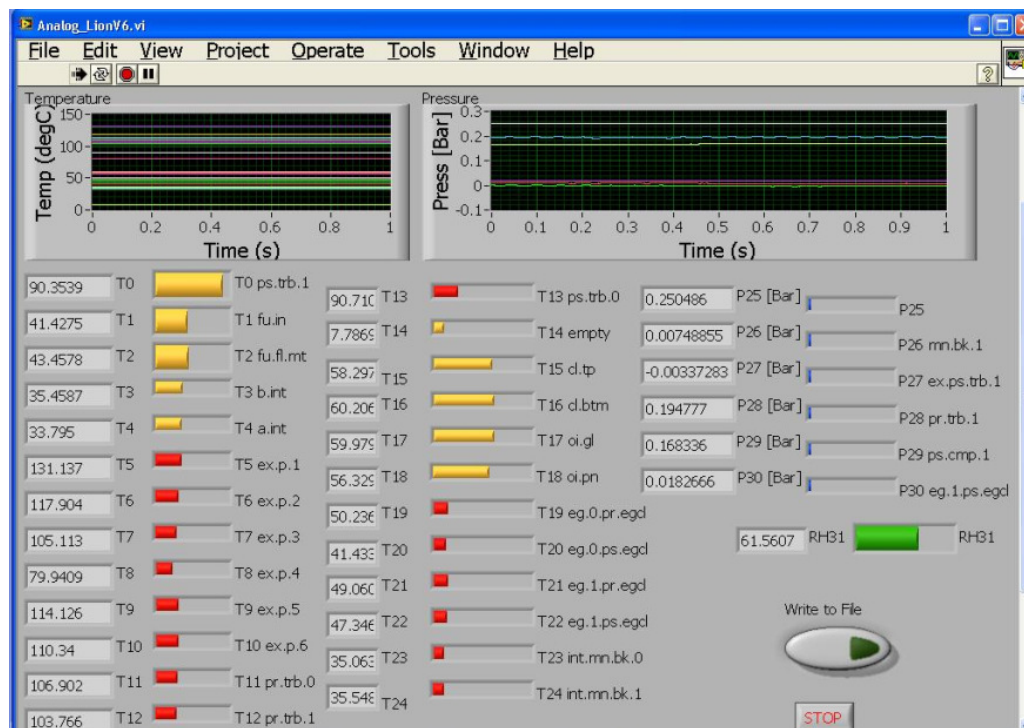 Analog_LionV6.vi
File Edit View Project Operate Tools Window Help
Temperature
Temp (degC)
150
100
50
0
0 0.2 0.4 0.6 0.8 1
Time (s)
Pressure
Press [Bar]
0.3
0.2
0.1
0
-0.1
0 0.1 0.2 0.3 0.4 0.5 0.6 0.7 0.8 0.9 1
Time (s)
90.3539 T0 T0 ps.trb.1
41.4275 T1 T1 fu.in
43.4578 T2 T2 fu.fl.mt
35.4587 T3 T3 b.int
33.795 T4 T4 a.int
131.137 T5 T5 ex.p.1
117.904 T6 T6 ex.p.2
105.113 T7 T7 ex.p.3
79.9409 T8 T8 ex.p.4
114.126 T9 T9 ex.p.5
110.34 T10 T10 ex.p.6
106.902 T11 T11 pr.trb.0
103.766 T12 T12 pr.trb.1
90.710 T13 T13 ps.trb.0
7.7869 T14 T14 empty
58.297 T15 T15 cl.tp
60.206 T16 T16 cl.btm
59.979 T17 T17 oi.gl
56.329 T18 T18 oi.pn
50.236 T19 T19 eg.0.pr.egcl
41.433 T20 T20 eg.0.ps.egcl
49.060 T21 T21 eg.1.pr.egcl
47.346 T22 T22 eg.1.ps.egcl
35.063 T23 T23 int.mn.bk.0
35.548 T24 T24 int.mn.bk.1
0.250486 P25 [Bar] P25
0.00748855 P26 [Bar] P26 mn.bk.1
-0.00337283 P27 [Bar] P27 ex.ps.trb.1
0.194777 P28 [Bar] P28 pr.trb.1
0.168336 P29 [Bar] P29 ps.cmp.1
0.0182666 P30 [Bar] P30 eg.1.ps.egcl
61.5607 RH31 RH31
Write to File
STOP